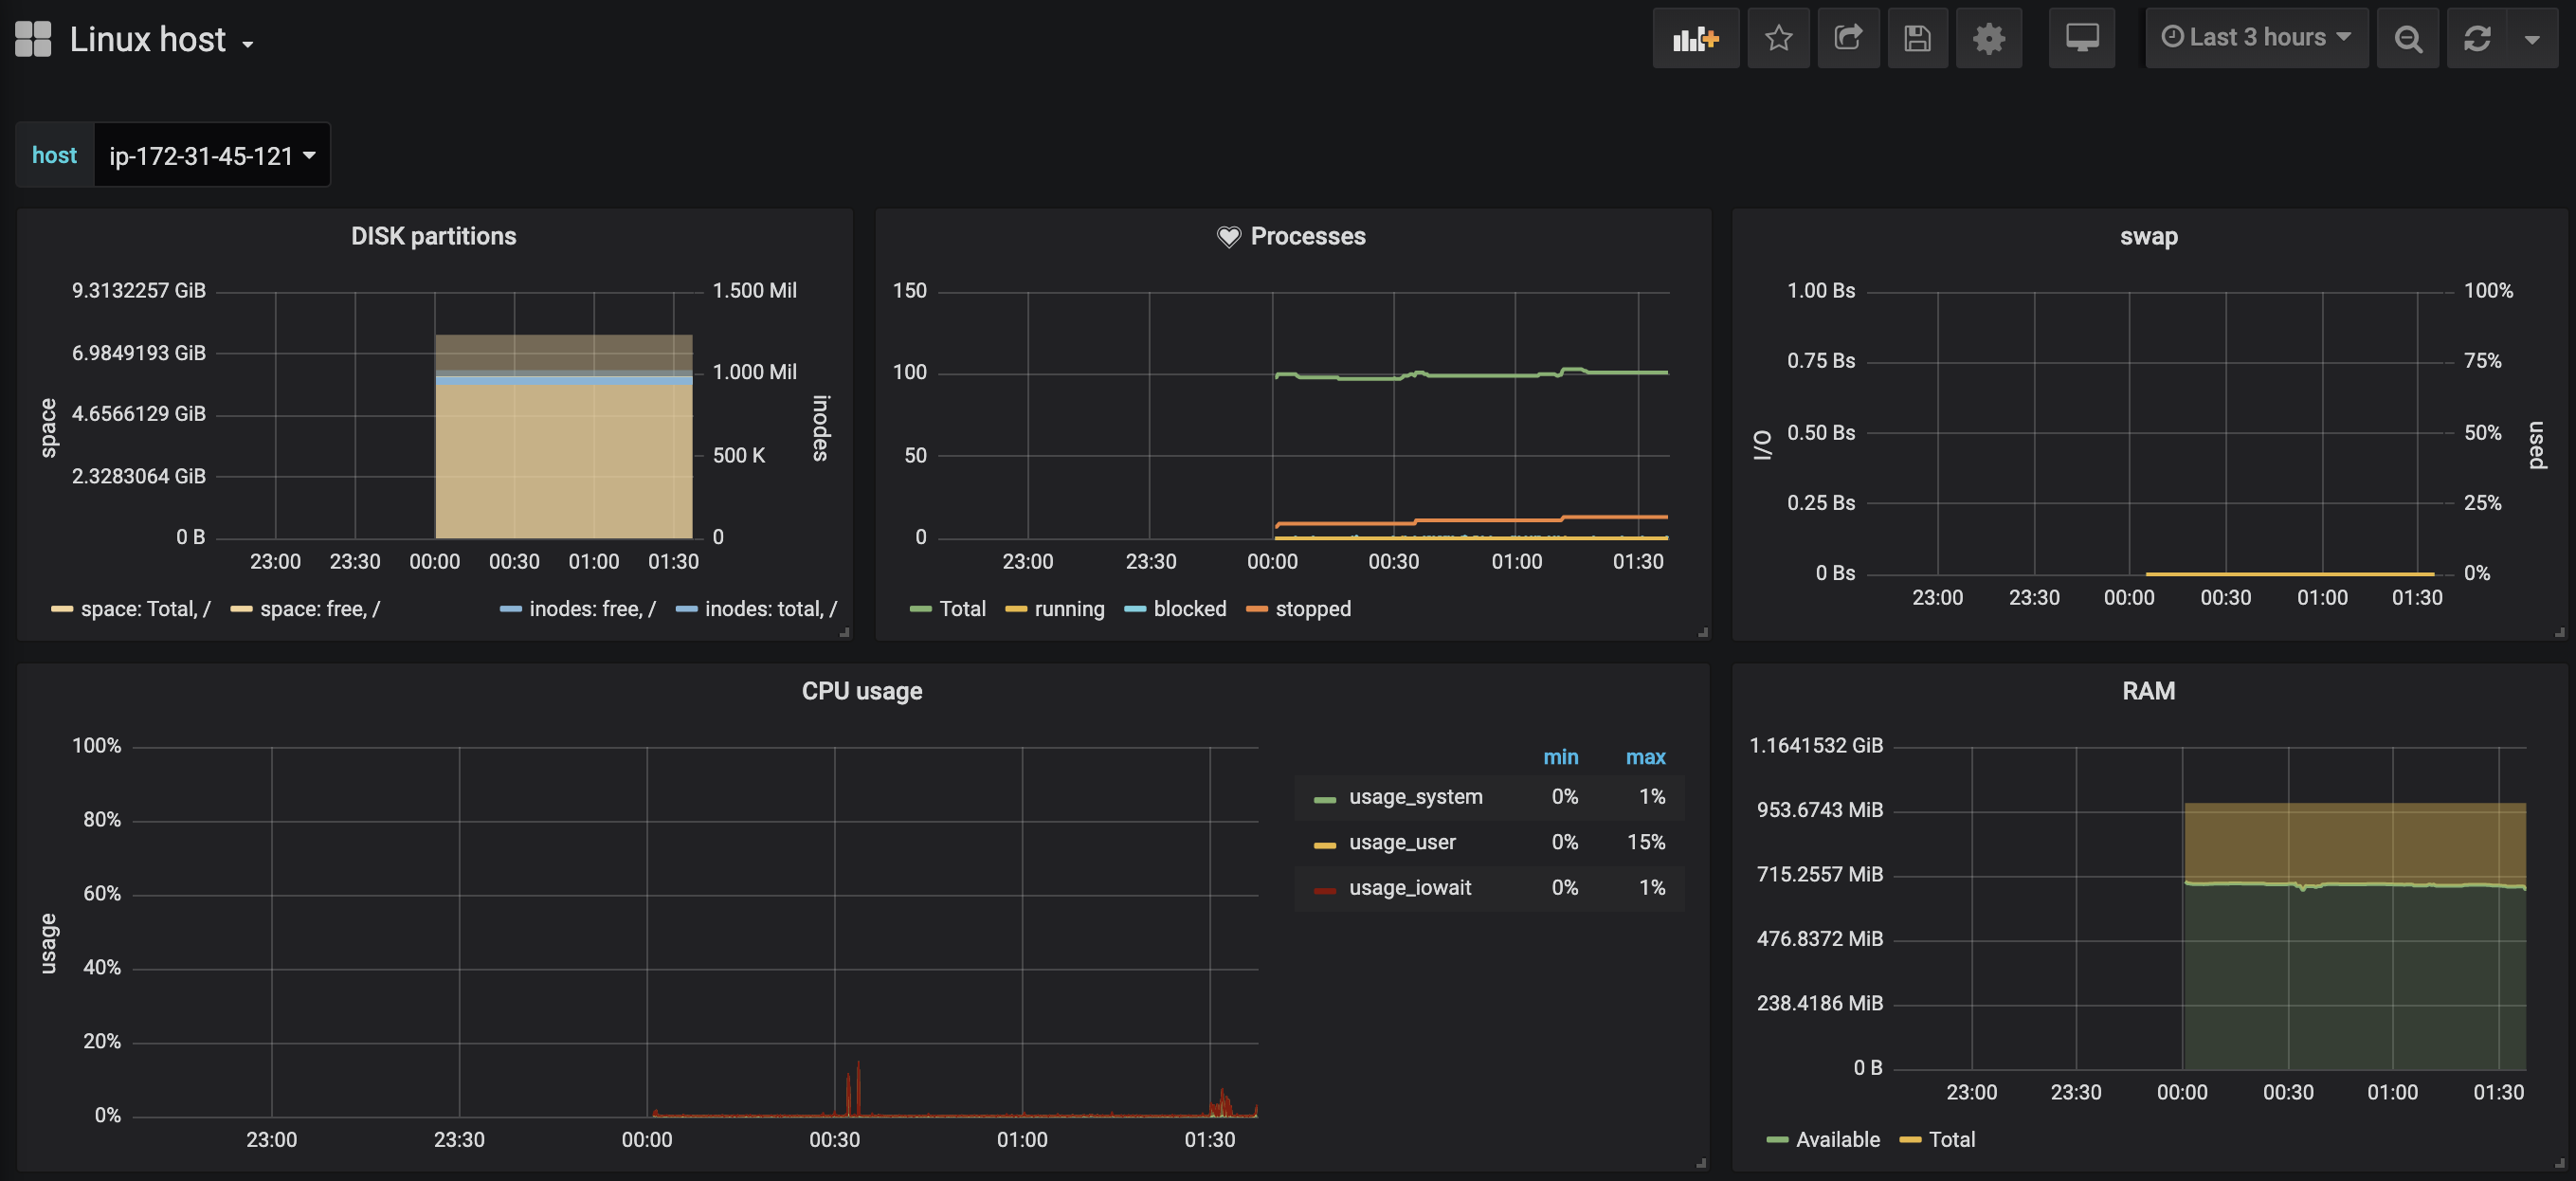 Linux host
Last 3 hours
host ip-172-31-45-121
DISK partitions
9.3132257 GiB 1.500 Mil
6.9849193 GiB 1.000 Mil
4.6566129 GiB
500 K
2.3283064 GiB
0 B 0
space
inodes
23:00 23:30 00:00 00:30 01:00 01:30
space: Total, / space: free, / inodes: free, / inodes: total, /
Processes
150
100
50
0
23:00 23:30 00:00 00:30 01:00 01:30
Total running blocked stopped
swap
1.00 Bs 100%
0.75 Bs 75%
0.50 Bs 50%
0.25 Bs 25%
0 Bs 0%
I/O
used
23:00 23:30 00:00 00:30 01:00 01:30
CPU usage
100%
80%
60%
40%
20%
0%
usage
23:00 23:30 00:00 00:30 01:00 01:30
min max
usage_system 0% 1%
usage_user 0% 15%
usage_iowait 0% 1%
RAM
1.1641532 GiB
953.6743 MiB
715.2557 MiB
476.8372 MiB
238.4186 MiB
0 B
23:00 23:30 00:00 00:30 01:00 01:30
Available Total